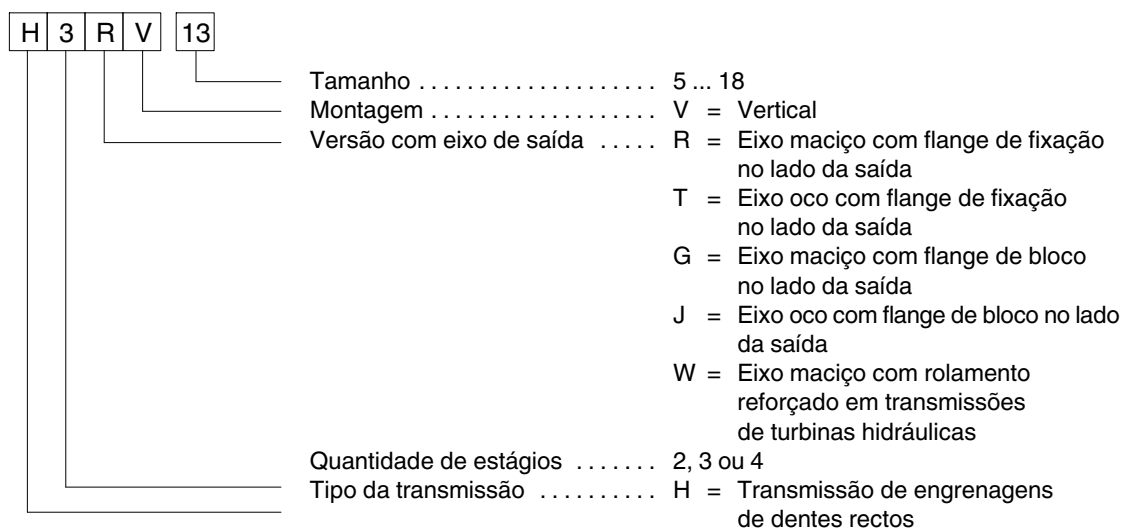 H 3 R V 13
Tamanho . . . . . . . . . . . . . . . . . . . . 5 ... 18
Montagem . . . . . . . . . . . . . . . . . . . V = Vertical
Versão com eixo de saída . . . . . R = Eixo maciço com flange de fixação
no lado da saída
T = Eixo oco com flange de fixação
no lado da saída
G = Eixo maciço com flange de bloco
no lado da saída
J = Eixo oco com flange de bloco no lado
da saída
W = Eixo maciço com rolamento
reforçado em transmissões
de turbinas hidráulicas
Quantidade de estágios . . . . . . . 2, 3 ou 4
Tipo da transmissão . . . . . . . . . . H = Transmissão de engrenagens
de dentes rectos